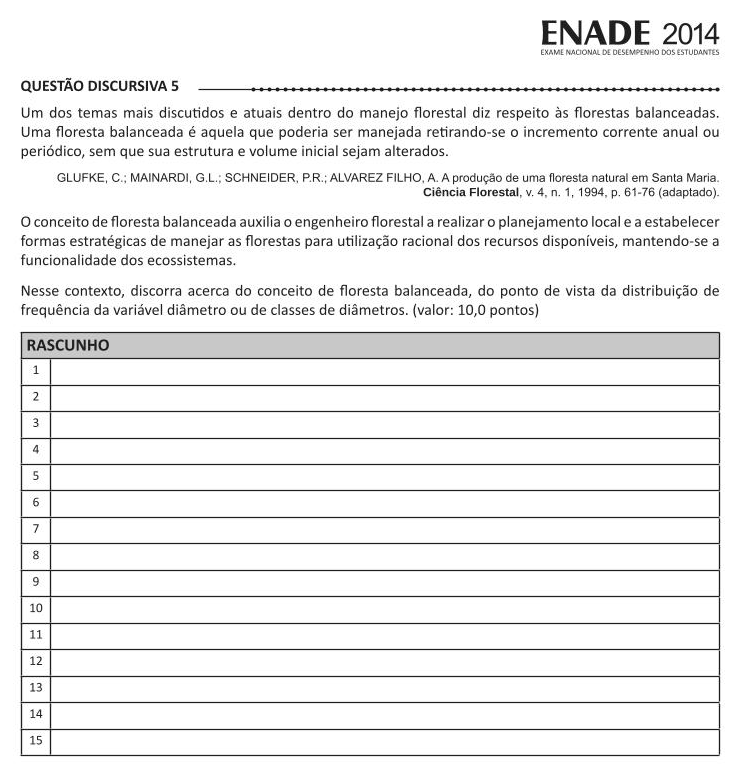 ENADE 2014
EXAME NACIONAL DE DESEMPENHO DOS ESTUDANTES
QUESTÃO DISCURSIVA 5
Um dos temas mais discutidos e atuais dentro do manejo florestal diz respeito às florestas balanceadas.
Uma floresta balanceada é aquela que poderia ser manejada retirando-se o incremento corrente anual ou
periódico, sem que sua estrutura e volume inicial sejam alterados.
GLUFKE, C.; MAINARDI, G.L.; SCHNEIDER, P.R.; ALVAREZ FILHO, A. A produção de uma floresta natural em Santa Maria.
Ciência Florestal, v. 4, n. 1, 1994, p. 61-76 (adaptado).
O conceito de floresta balanceada auxilia o engenheiro florestal a realizar o planejamento local e a estabelecer
formas estratégicas de manejar as florestas para utilização racional dos recursos disponíveis, mantendo-se a
funcionalidade dos ecossistemas.
Nesse contexto, discorra acerca do conceito de floresta balanceada, do ponto de vista da distribuição de
frequência da variável diâmetro ou de classes de diâmetros. (valor: 10,0 pontos)
RASCUNHO
1
2
3
4
5
6
7
8
9
10
11
12
13
14
15